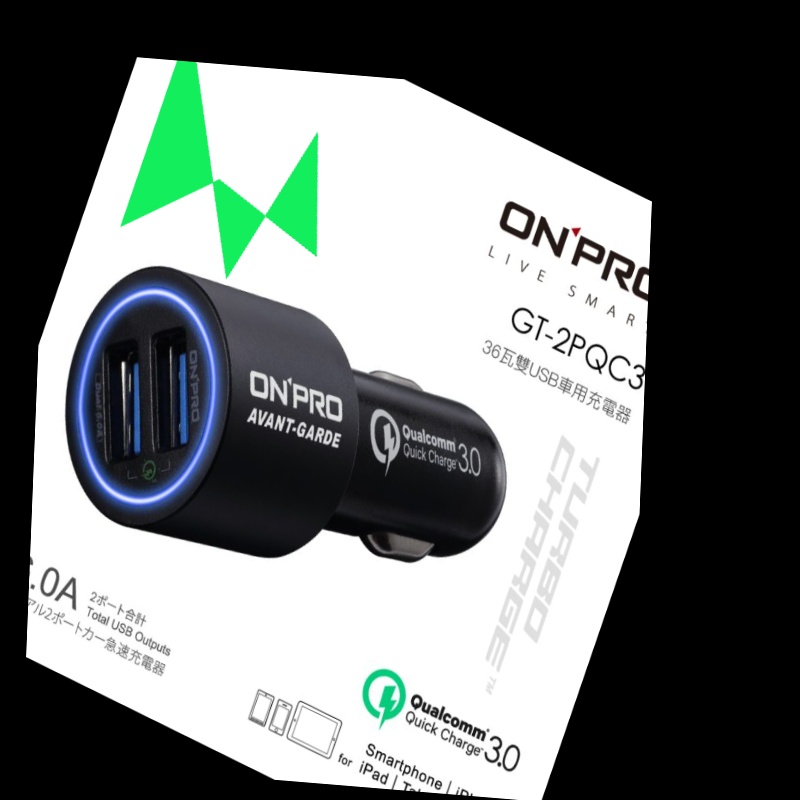 ON'PRO
LIVE SMAR
GT-2PQC3
36瓦雙USB車用充電器
TURBO
CHARGE™
ON'PRO
ON'PRO
AVANT-GARDE
Qualcomm
Quick Charge 3.0
.0A
2ポート合計
Total USB Outputs
アル2ポートカー急速充電器
Qualcomm
Quick Charge 3.0
for
Smartphone |
iPad |